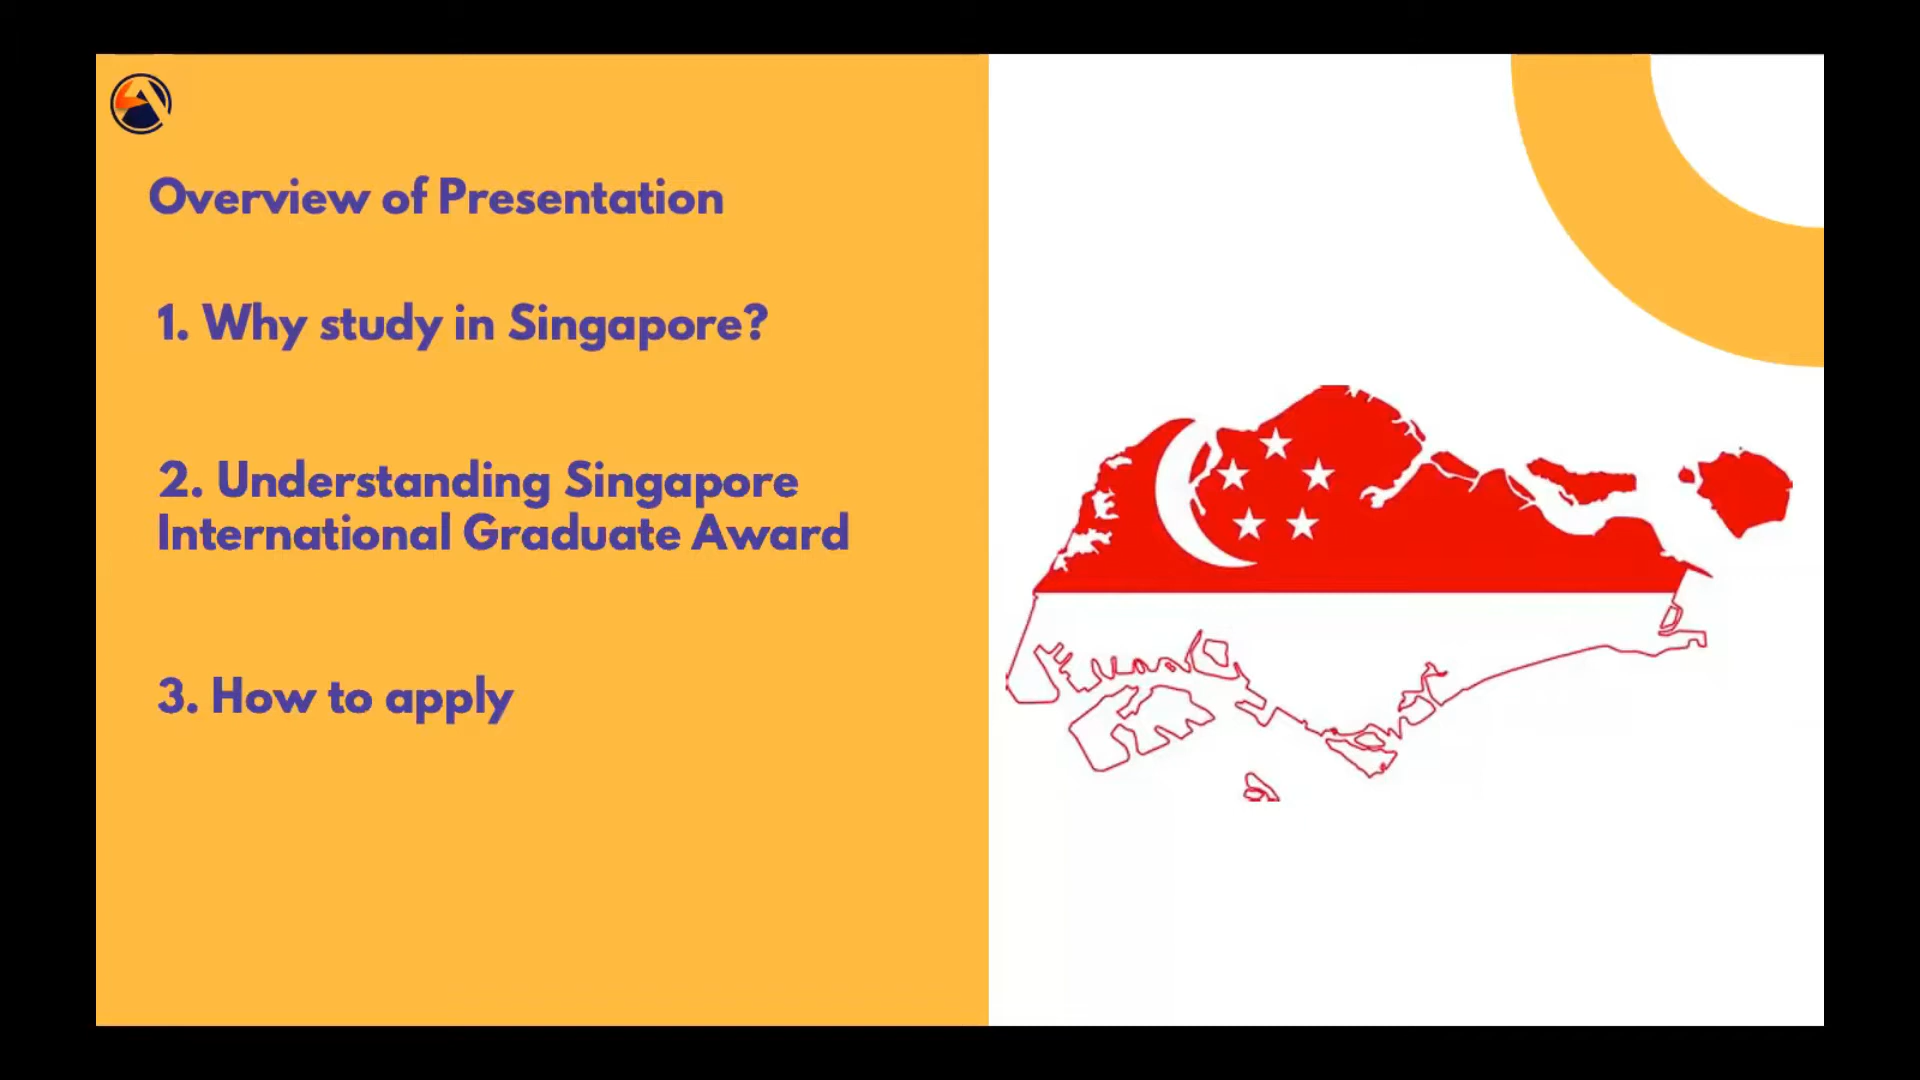 Overview of Presentation
1. Why study in Singapore?
2. Understanding Singapore
International Graduate Award
3. How to apply